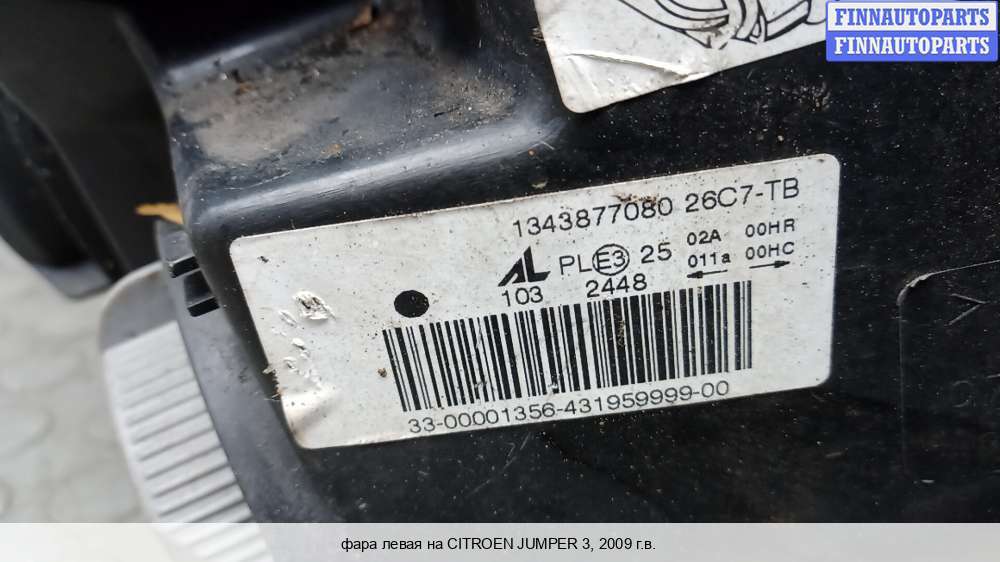 FINNAUTOPARTS
FINNAUTOPARTS
1343877080 26C7-TB
AL PL E3 25 02A 00HR
011a 00HC
103 2448
33-00001356-431959999-00
фара левая на CITROEN JUMPER 3, 2009 г.в.